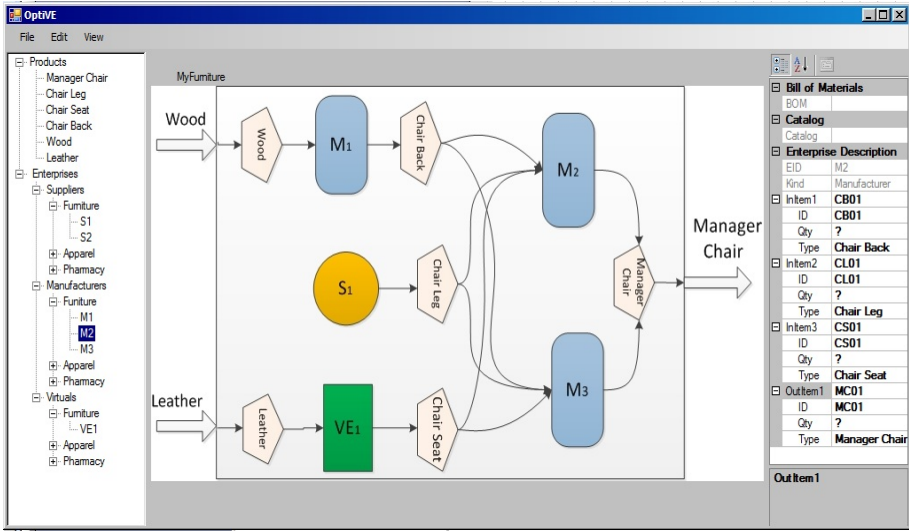 OptiVE
File Edit View
Products
Manager Chair
Chair Leg
Chair Seat
Chair Back
Wood
Leather
Enterprises
Suppliers
Furniture
S1
S2
Apparel
Pharmacy
Manufacturers
Funiture
M1
M2
M3
Apparel
Pharmacy
Virtuals
Furniture
VE1
Apparel
Pharmacy
MyFurniture
Wood
Wood
M1
Chair Back
M2
S1
Chair Leg
Manager Chair
Manager
Chair
M3
Leather
Leather
VE1
Chair Seat
Bill of Materials
BOM
Catalog
Catalog
Enterprise Description
EID M2
Kind Manufacturer
InItem1 CB01
ID CB01
Qty ?
Type Chair Back
InItem2 CL01
ID CL01
Qty ?
Type Chair Leg
InItem3 CS01
ID CS01
Qty ?
Type Chair Seat
OutItem1 MC01
ID MC01
Qty ?
Type Manager Chair
OutItem1